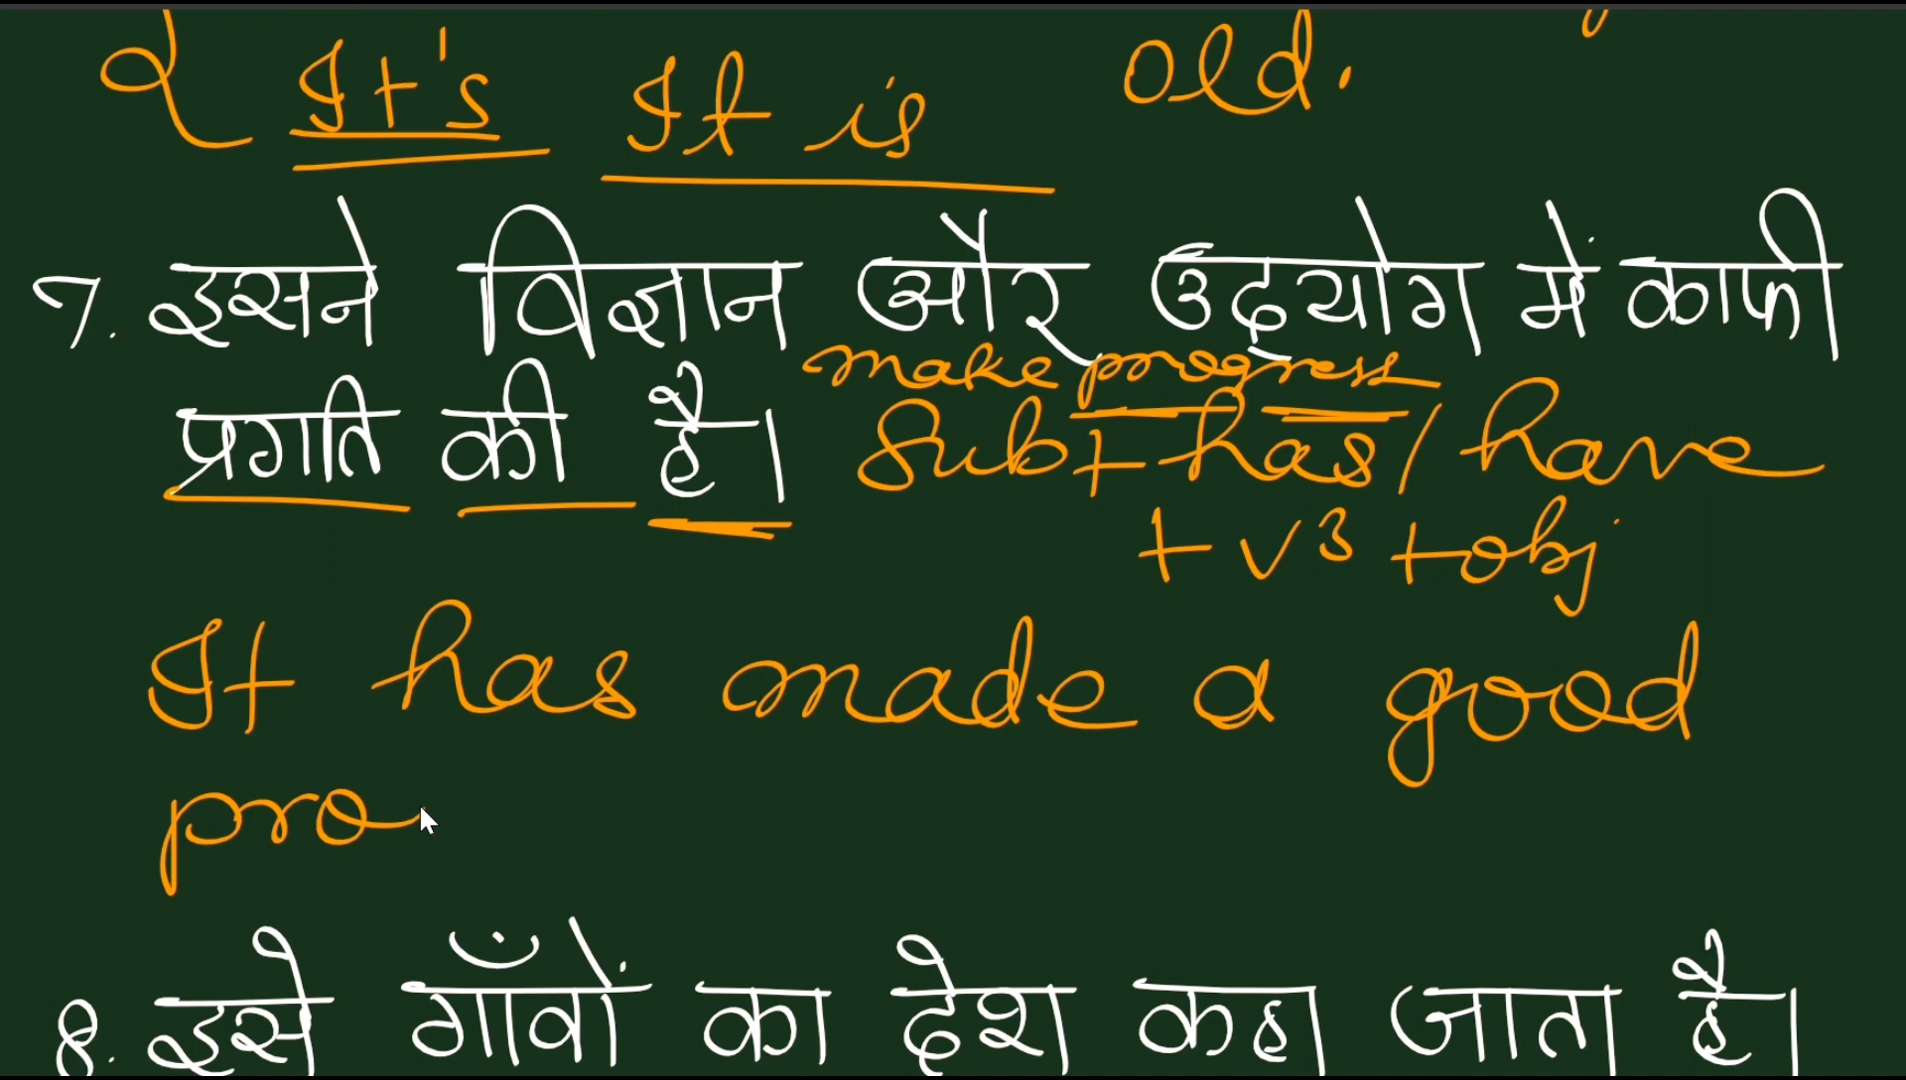 It's It is old.
7. इसने विज्ञान और उद्योग में काफी
make progress
प्रगति की है। Sub + has / have
+ v3 + obj
It has made a good
pro
8. इसे गाँवों का देश कहा जाता है।